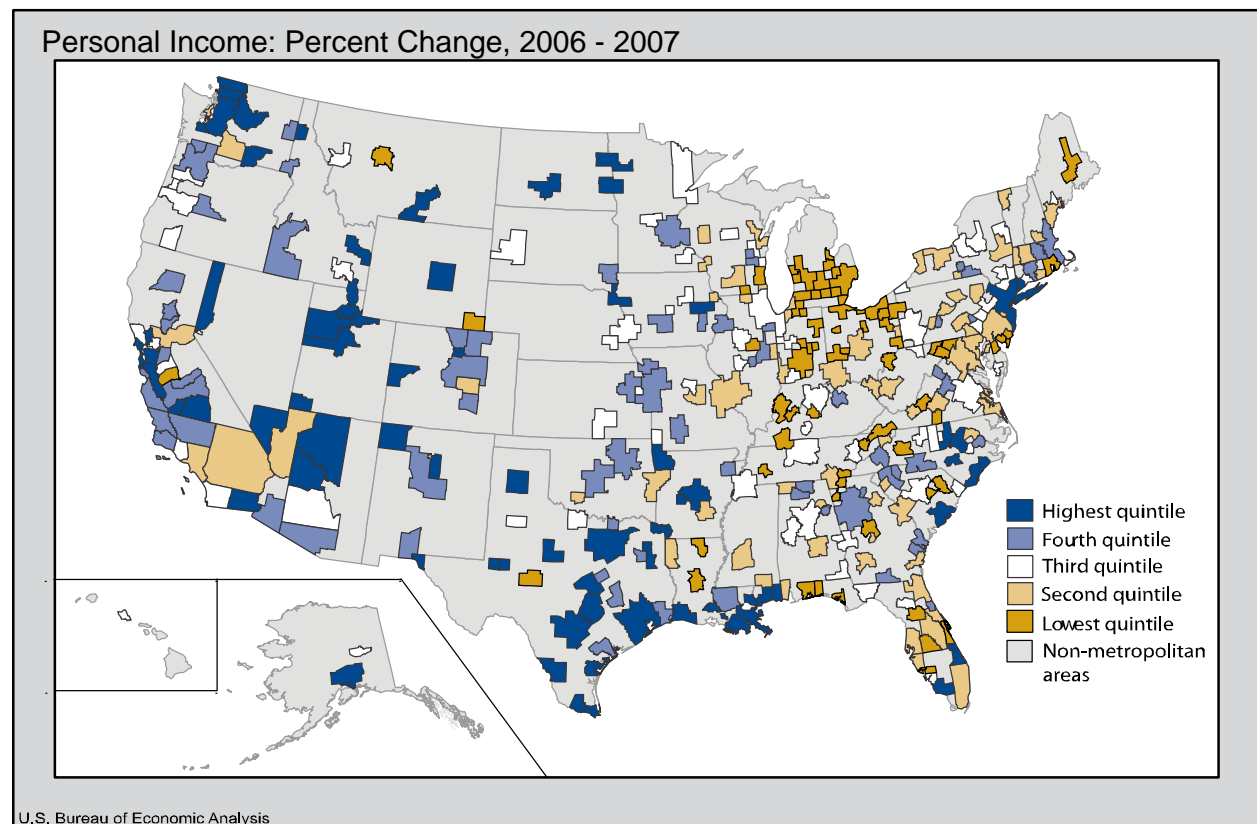 Personal Income: Percent Change, 2006 - 2007
Highest quintile
Fourth quintile
Third quintile
Second quintile
Lowest quintile
Non-metropolitan
areas
U.S. Bureau of Economic Analysis